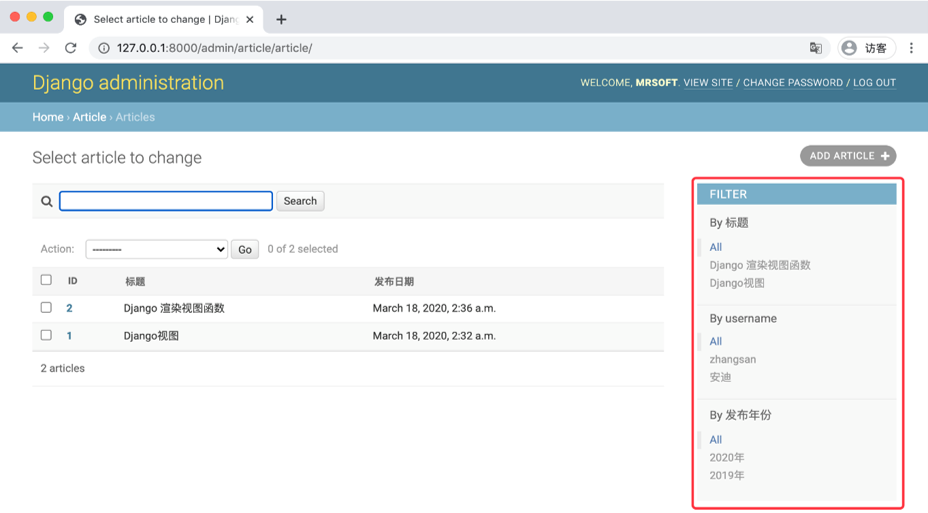 Select article to change | Djang
127.0.0.1:8000/admin/article/article/
访客
Django administration
WELCOME, MRSOFT. VIEW SITE / CHANGE PASSWORD / LOG OUT
Home › Article › Articles
Select article to change
ADD ARTICLE +
Search
Action: --------- Go 0 of 2 selected
ID 标题 发布日期
2 Django 渲染视图函数 March 18, 2020, 2:36 a.m.
1 Django视图 March 18, 2020, 2:32 a.m.
2 articles
FILTER
By 标题
All
Django 渲染视图函数
Django视图
By username
All
zhangsan
安迪
By 发布年份
All
2020年
2019年